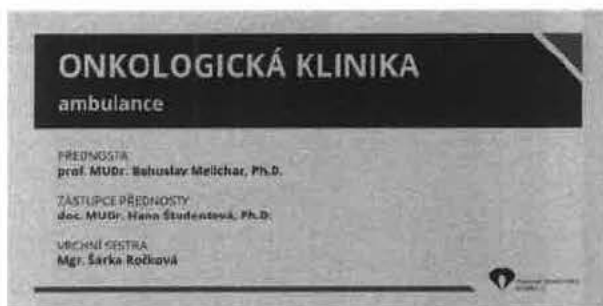 ONKOLOGICKÁ KLINIKA
ambulance
PŘEDNOSTA
prof. MUDr. Bohuslav Melichar, Ph.D.
ZÁSTUPCE PŘEDNOSTY
doc. MUDr. Hana Študentová, Ph.D.
VRCHNÍ SESTRA
Mgr. Šárka Ročková